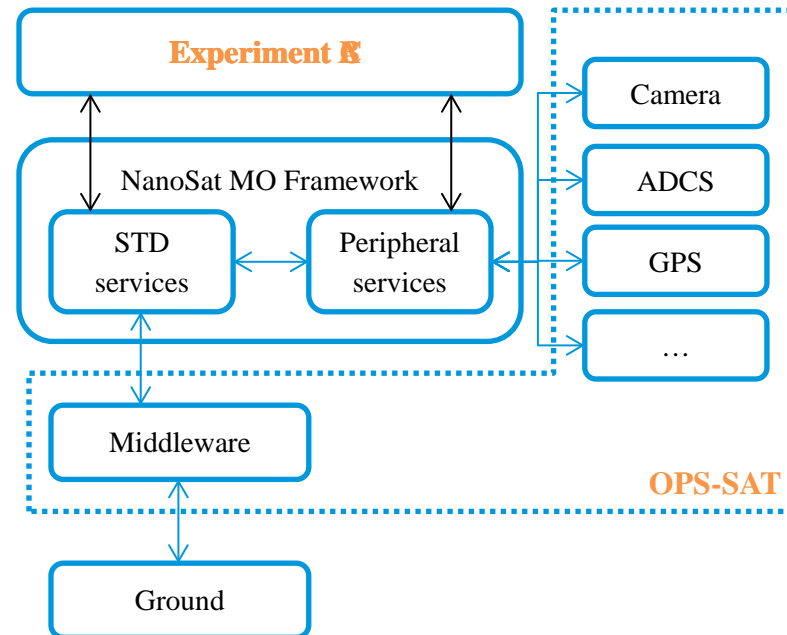 Experiment
Camera
NanoSat MO Framework
ADCS
STD
services
Peripheral
services
GPS
…
Middleware
OPS-SAT
Ground